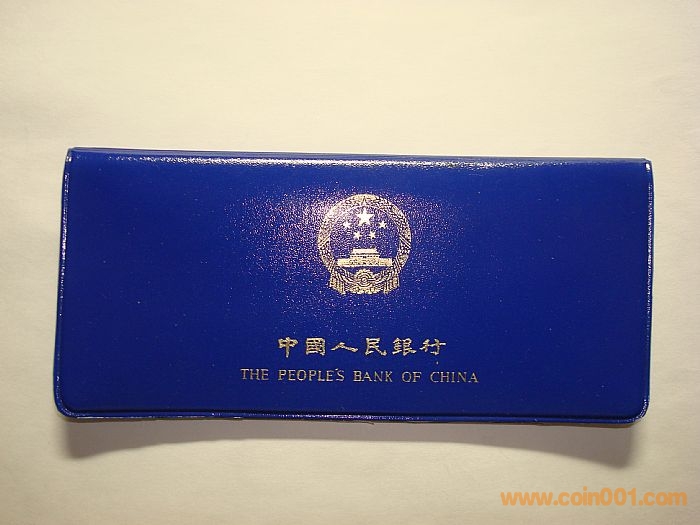 中國人民銀行
THE PEOPLE'S BANK OF CHINA
www.coin001.com